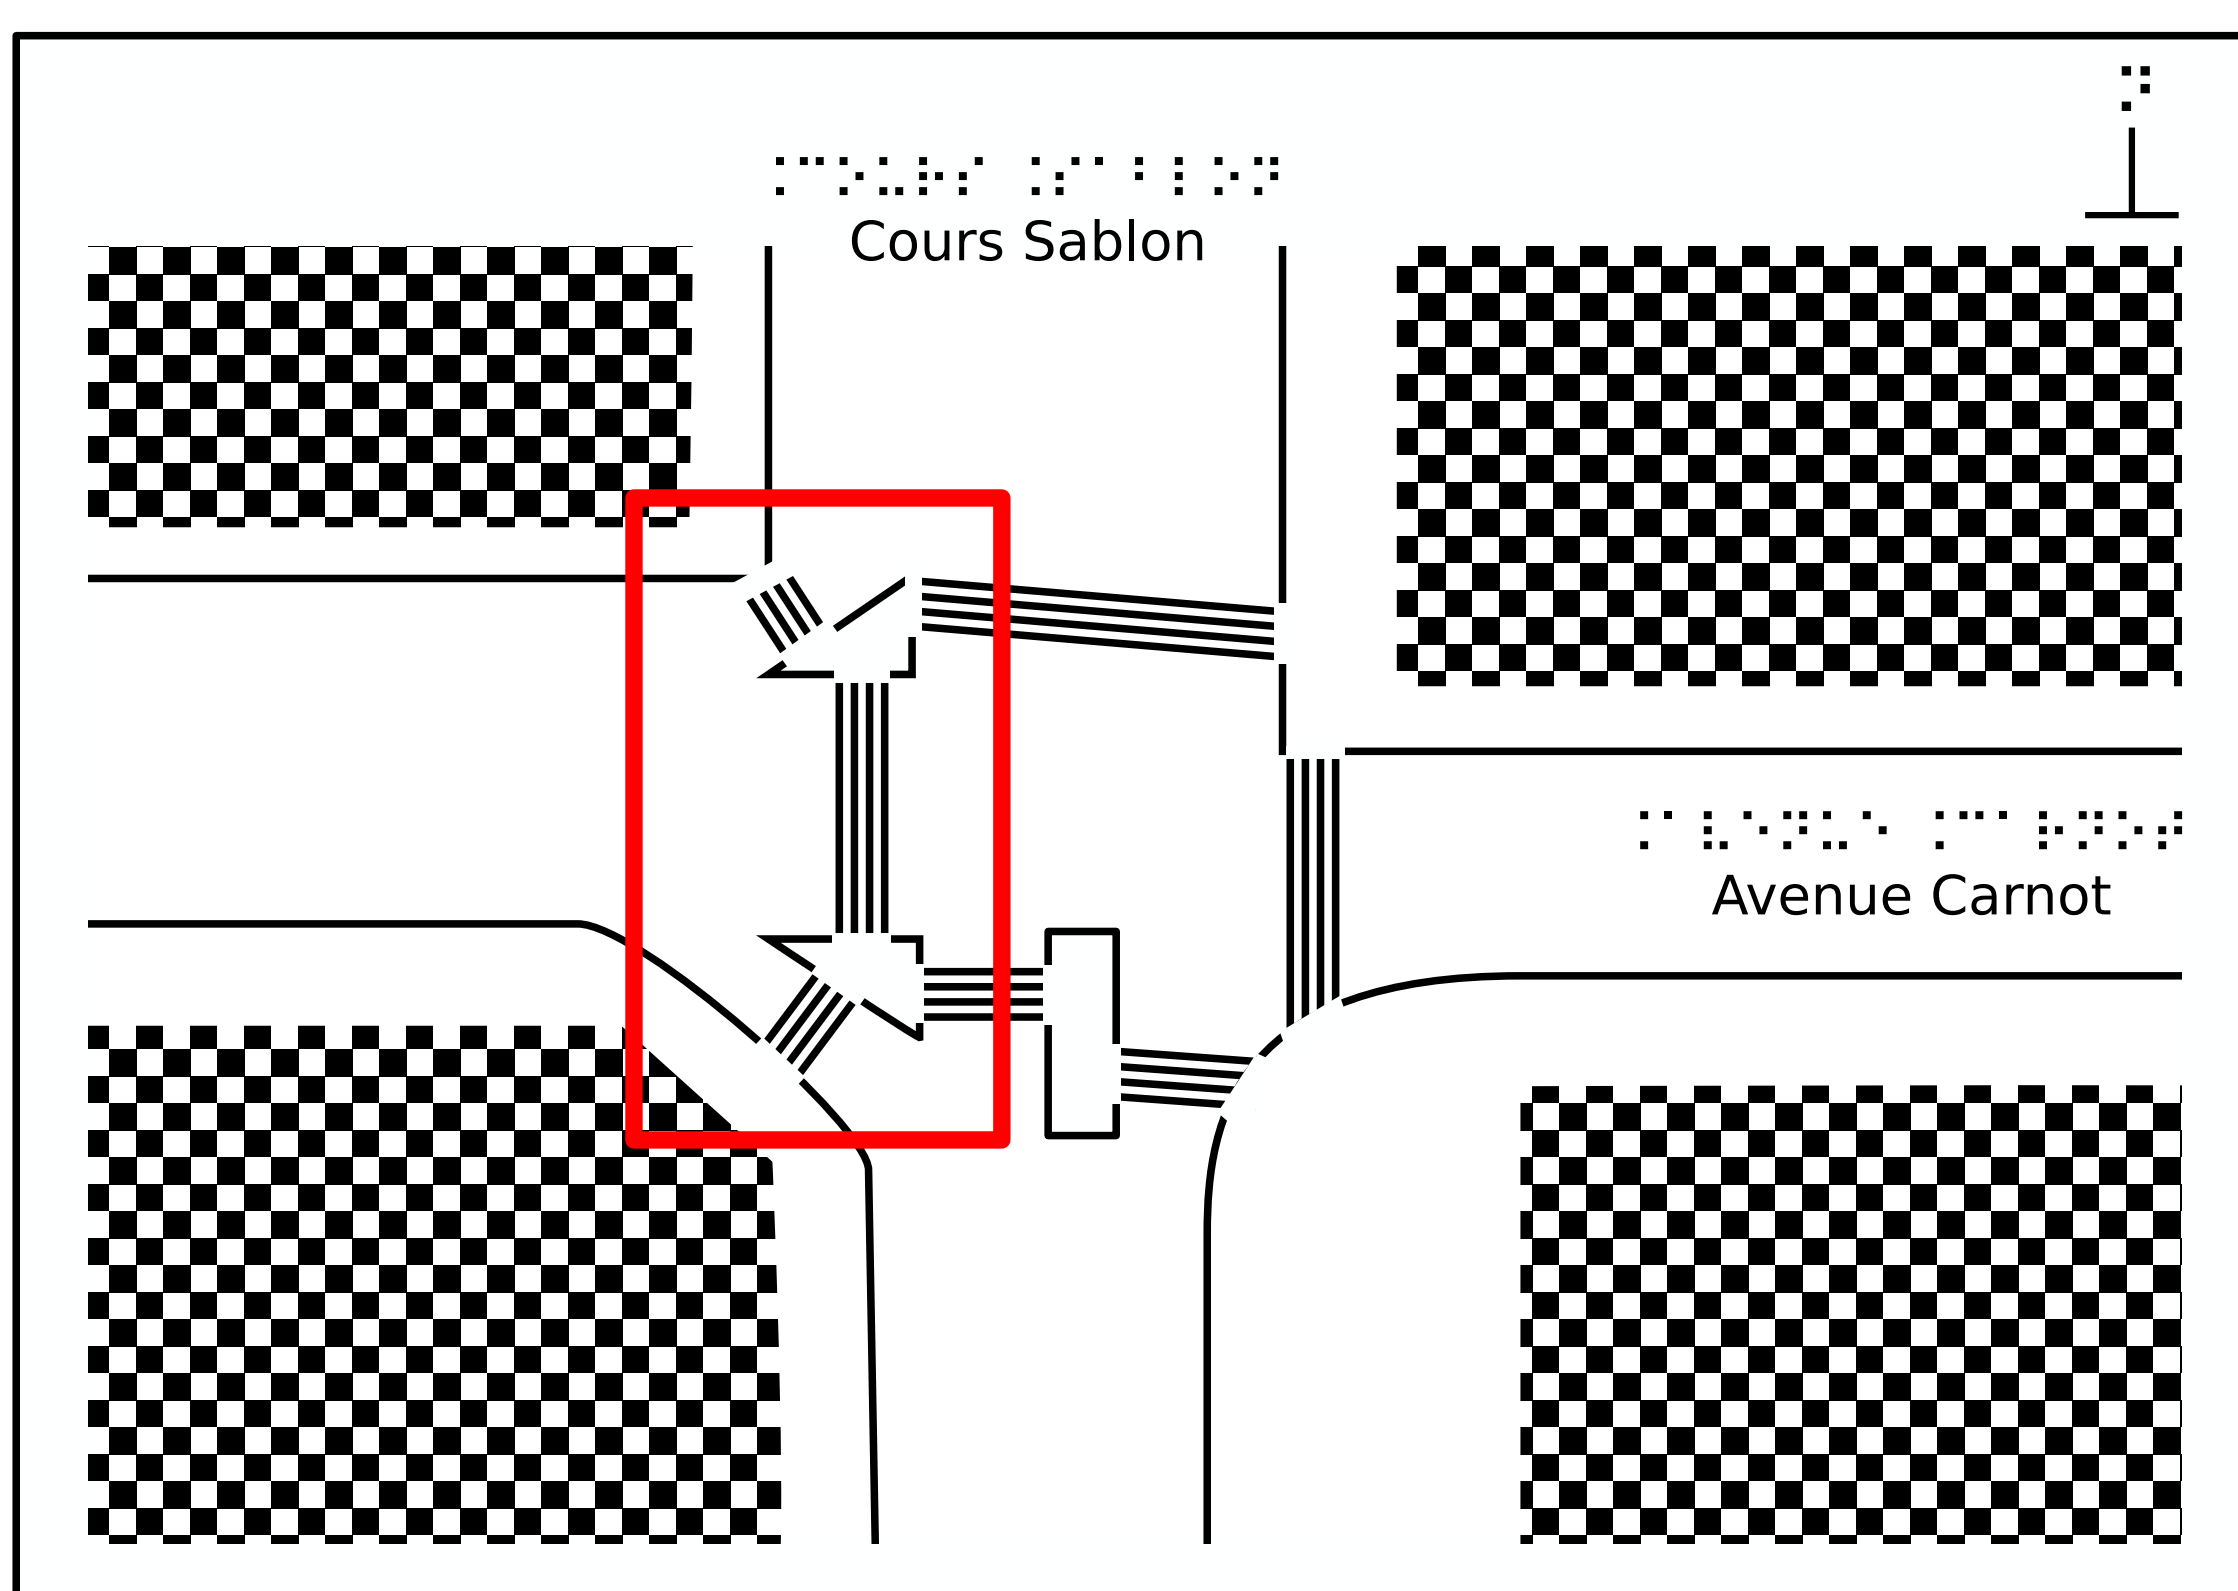 ⠝
⠨⠉⠕⠥⠗⠎ ⠨⠎⠁⠃⠇⠕⠝
Cours Sablon
⠨⠁⠧⠑⠝⠥⠑ ⠨⠉⠁⠗⠝⠕⠞
Avenue Carnot